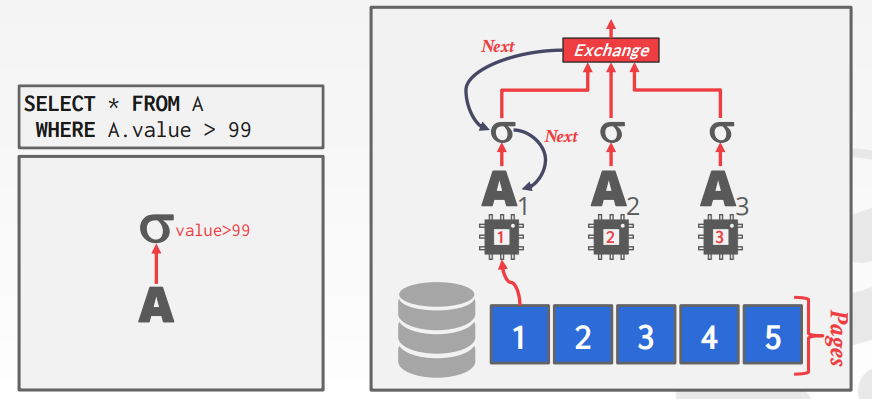 SELECT * FROM A
WHERE A.value > 99
σ value>99
A
Exchange
Next
Next
σ σ σ
A1 A2 A3
1 2 3
1 2 3 4 5
Pages